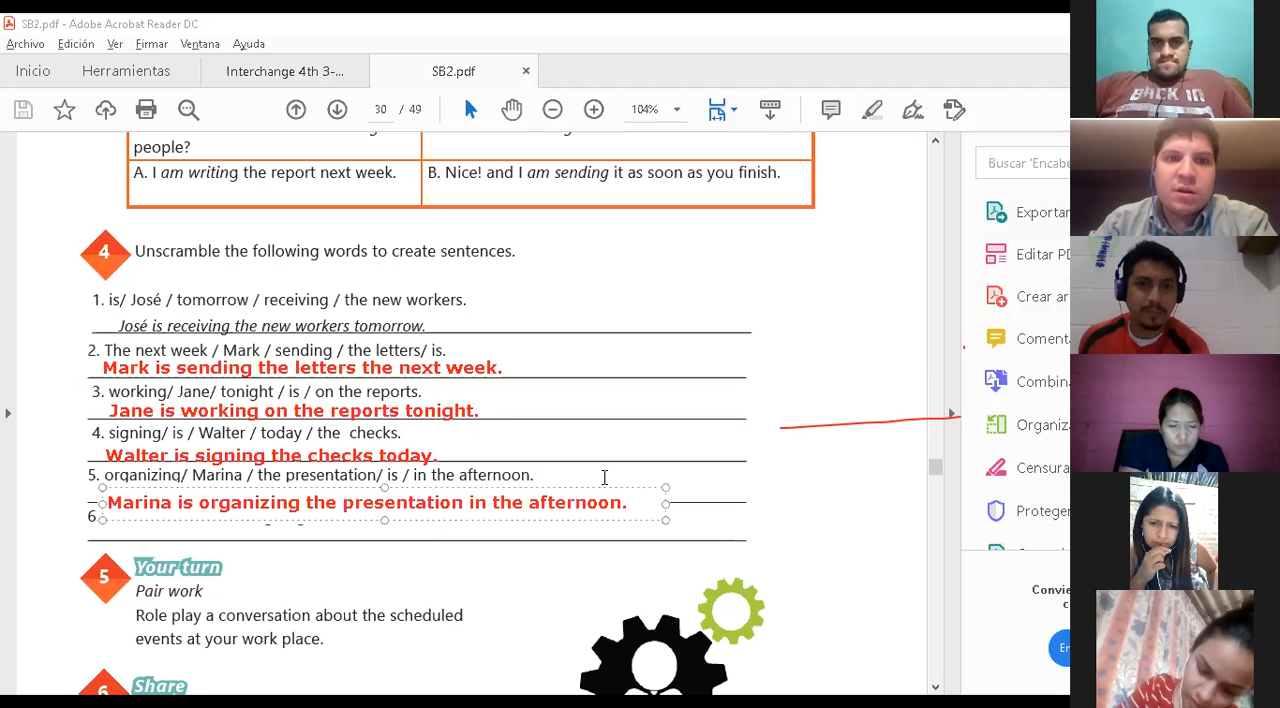 SB2.pdf - Adobe Acrobat Reader DC
Archivo Edición Ver Firmar Ventana Ayuda
Inicio Herramientas Interchange 4th 3-... SB2.pdf ×
30 / 49 104%
people?
A. I am writing the report next week. B. Nice! and I am sending it as soon as you finish.
4 Unscramble the following words to create sentences.
1. is/ José / tomorrow / receiving / the new workers.
José is receiving the new workers tomorrow.
2. The next week / Mark / sending / the letters/ is.
Mark is sending the letters the next week.
3. working/ Jane/ tonight / is / on the reports.
Jane is working on the reports tonight.
4. signing/ is / Walter / today / the checks.
Walter is signing the checks today.
5. organizing/ Marina / the presentation/ is / in the afternoon.
Marina is organizing the presentation in the afternoon.
6
5 Your turn
Pair work
Role play a conversation about the scheduled
events at your work place.
6 Share
Buscar 'Encabe
Exportar
Editar PD
Crear ar
Comenta
Combin
Organiza
Censura
Proteger
Convie
c
En
BACK IN